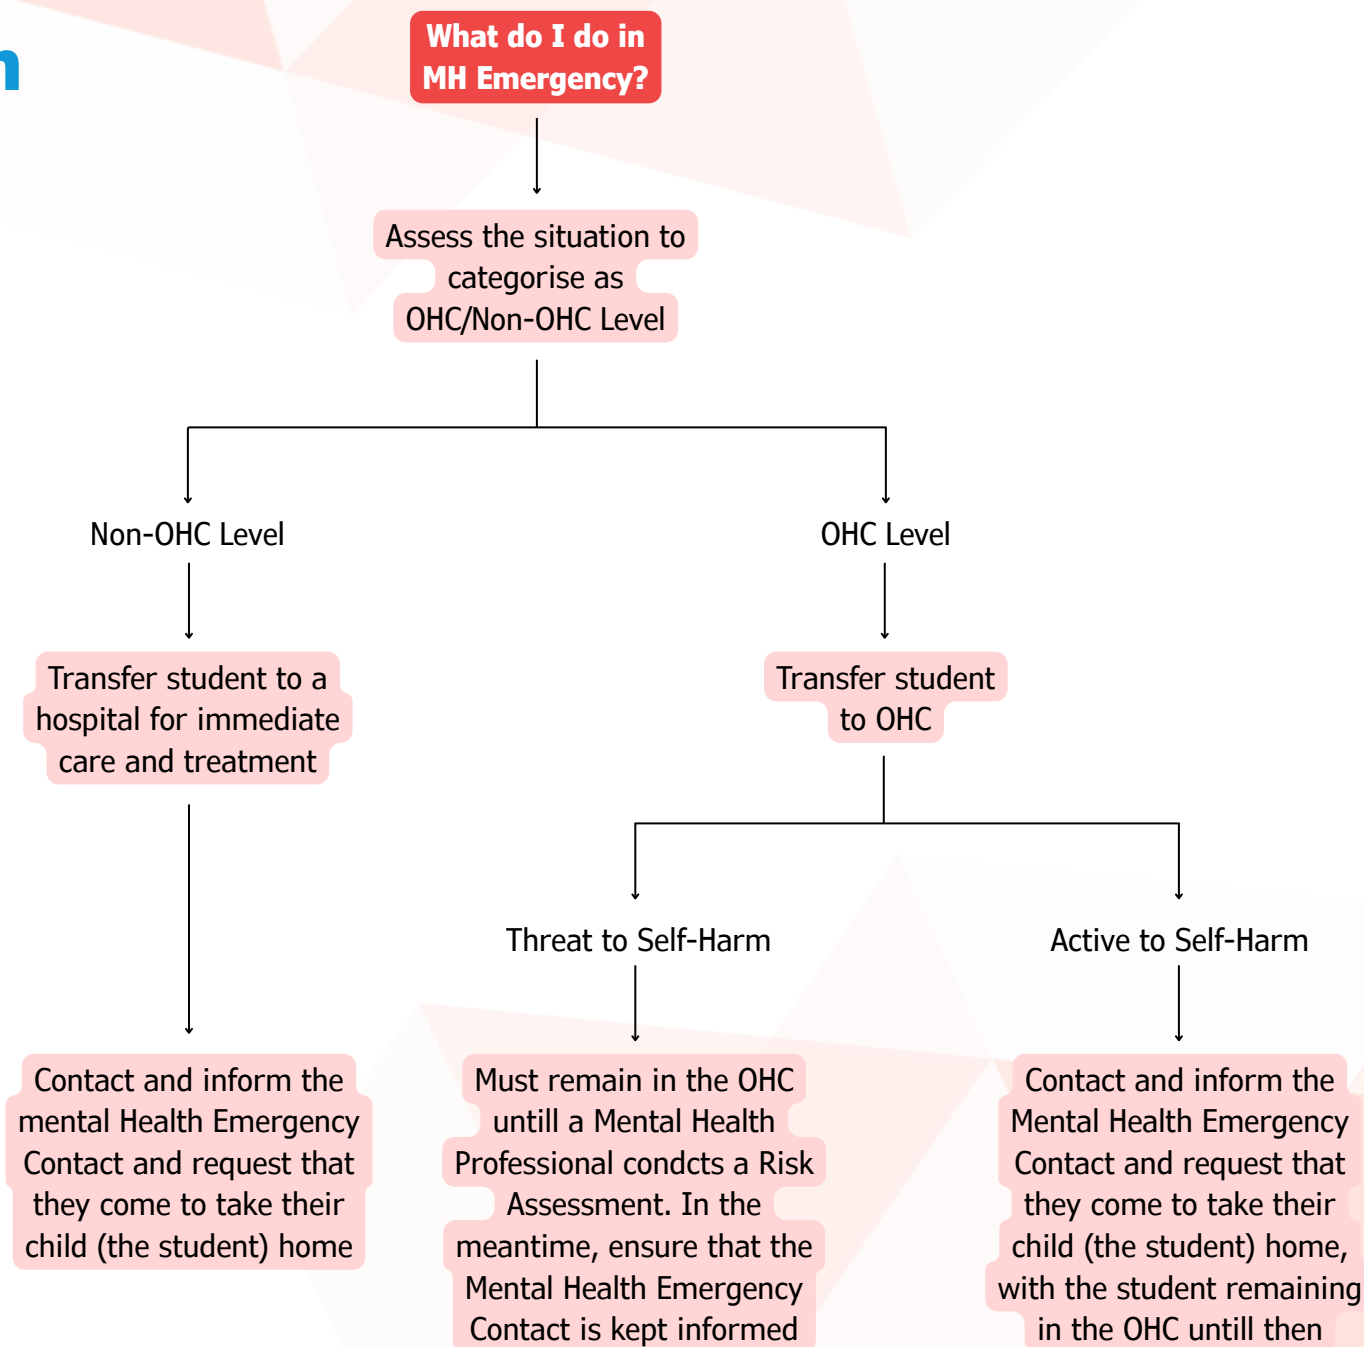 n
What do I do in
MH Emergency?
Assess the situation to
categorise as
OHC/Non-OHC Level
Non-OHC Level
OHC Level
Transfer student to a
hospital for immediate
care and treatment
Transfer student
to OHC
Threat to Self-Harm
Active to Self-Harm
Contact and inform the
mental Health Emergency
Contact and request that
they come to take their
child (the student) home
Must remain in the OHC
untill a Mental Health
Professional condcts a Risk
Assessment. In the
meantime, ensure that the
Mental Health Emergency
Contact is kept informed
Contact and inform the
Mental Health Emergency
Contact and request that
they come to take their
child (the student) home,
with the student remaining
in the OHC untill then